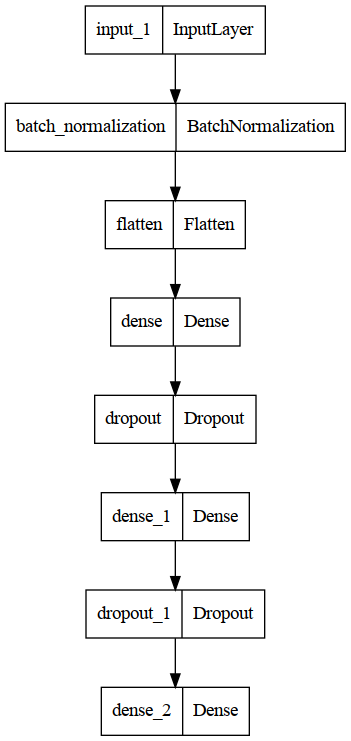 input_1 InputLayer
batch_normalization BatchNormalization
flatten Flatten
dense Dense
dropout Dropout
dense_1 Dense
dropout_1 Dropout
dense_2 Dense